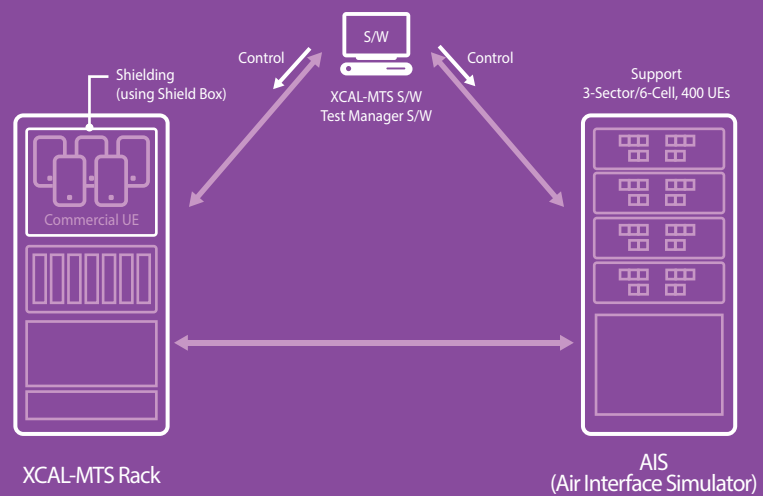 S/W
Control
Control
Shielding
(using Shield Box)
XCAL-MTS S/W
Test Manager S/W
Support
3-Sector/6-Cell, 400 UEs
Commercial UE
XCAL-MTS Rack
AIS
(Air Interface Simulator)